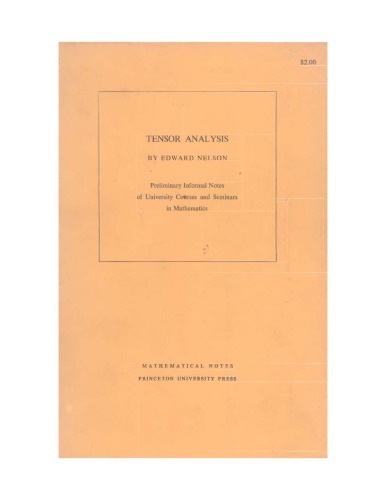 $2.00
TENSOR ANALYSIS
BY EDWARD NELSON
Preliminary Informal Notes
of University Courses and Seminars
in Mathematics
MATHEMATICAL NOTES
PRINCETON UNIVERSITY PRESS